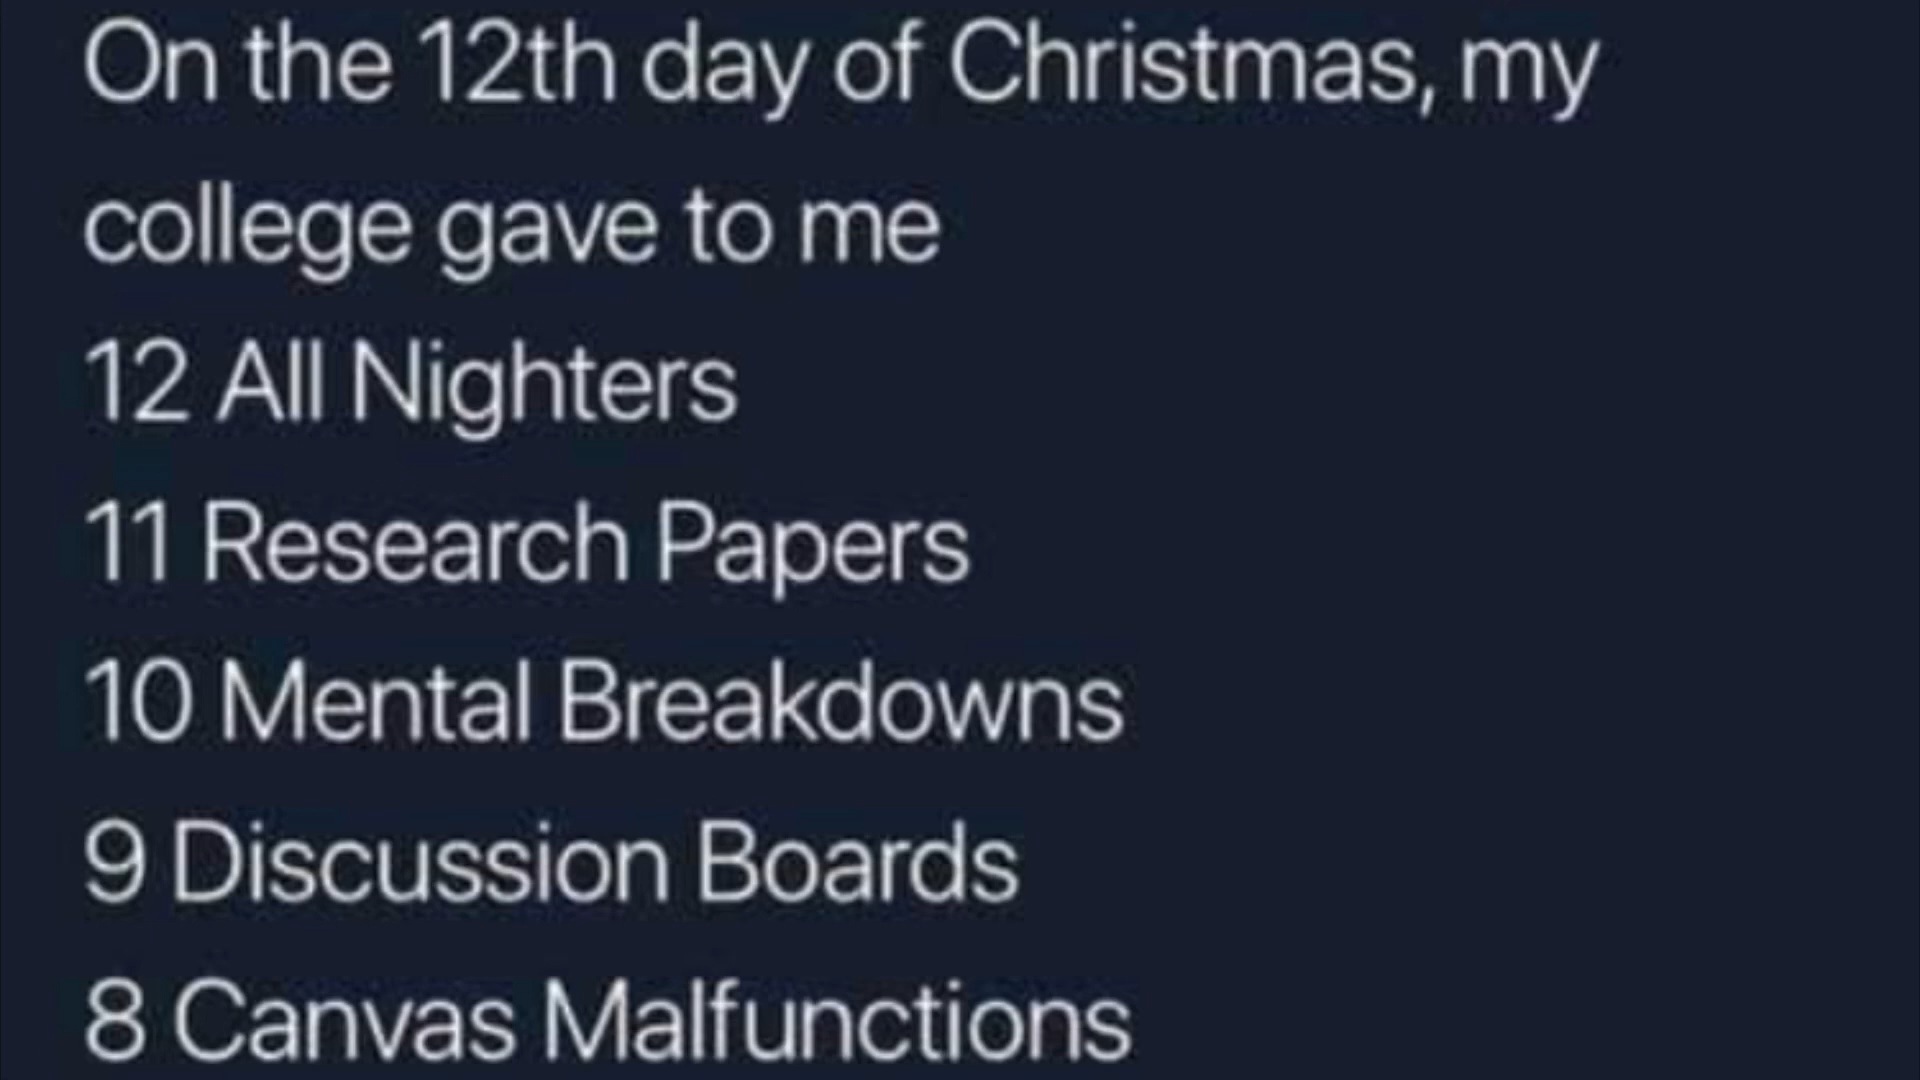 On the 12th day of Christmas, my
college gave to me
12 All Nighters
11 Research Papers
10 Mental Breakdowns
9 Discussion Boards
8 Canvas Malfunctions